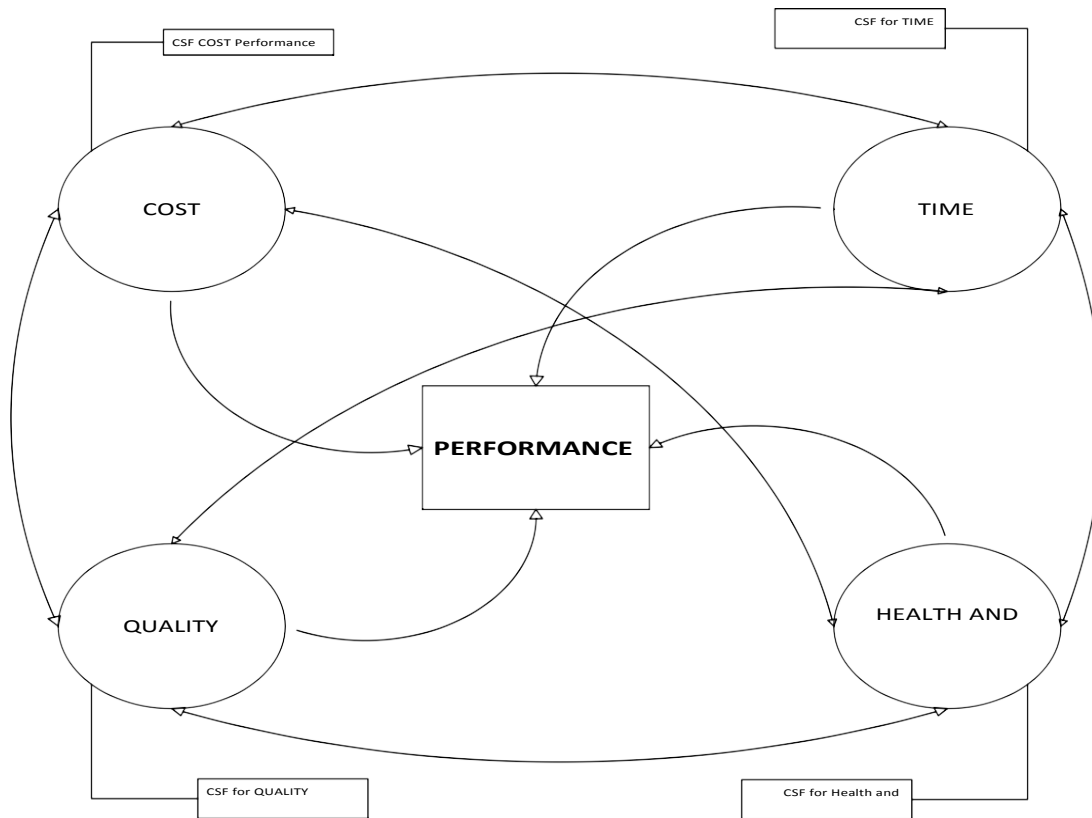 CSF for TIME
CSF COST Performance
COST
TIME
PERFORMANCE
HEALTH AND
QUALITY
CSF for QUALITY
CSF for Health and